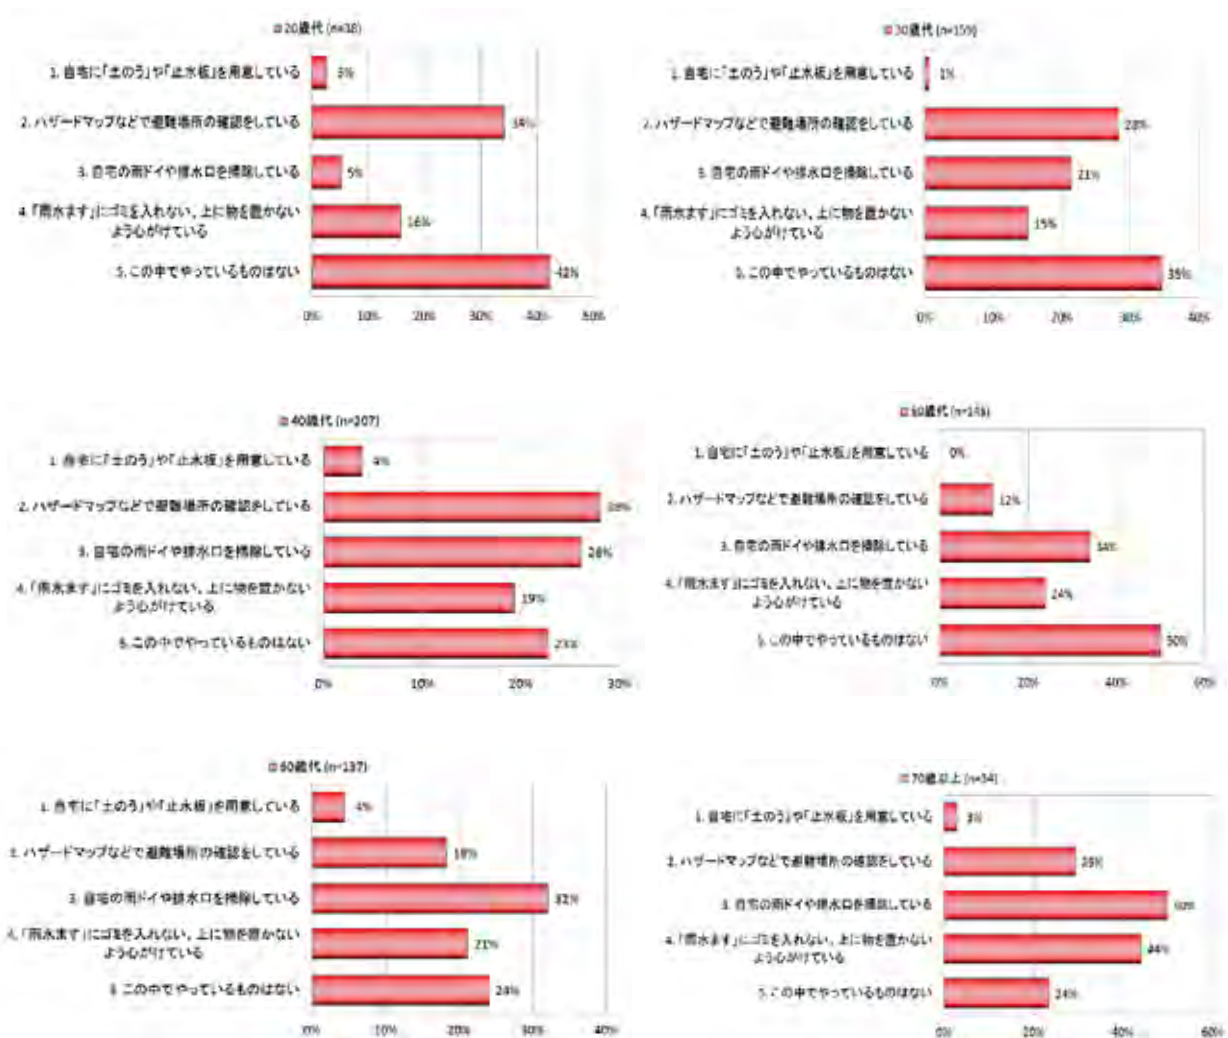 20歳代 (n=38)
1. 自宅に「土のう」や「止水板」を用意している
3%
2. ハザードマップなどで避難場所の確認をしている
34%
3. 自宅の雨ドイや排水口を掃除している
5%
4.「雨水ます」にゴミを入れない、上に物を置かない
よう心がけている
16%
5. この中でやっているものはない
42%
0% 10% 20% 30% 40% 50%
30歳代 (n=155)
1. 自宅に「土のう」や「止水板」を用意している
1%
2. ハザードマップなどで避難場所の確認をしている
28%
3. 自宅の雨ドイや排水口を掃除している
21%
4.「雨水ます」にゴミを入れない、上に物を置かない
よう心がけている
15%
5. この中でやっているものはない
35%
0% 10% 20% 30% 40%
40歳代 (n=207)
1. 自宅に「土のう」や「止水板」を用意している
4%
2. ハザードマップなどで避難場所の確認をしている
28%
3. 自宅の雨ドイや排水口を掃除している
26%
4.「雨水ます」にゴミを入れない、上に物を置かない
よう心がけている
19%
5. この中でやっているものはない
23%
0% 10% 20% 30%
1. 自宅に「土のう」や「止水板」を用意している
0%
2. ハザードマップなどで避難場所の確認をしている
12%
3. 自宅の雨ドイや排水口を掃除している
34%
4.「雨水ます」にゴミを入れない、上に物を置かない
よう心がけている
24%
5. この中でやっているものはない
50%
0% 20% 40% 60%
60歳代 (n=137)
1. 自宅に「土のう」や「止水板」を用意している
4%
2. ハザードマップなどで避難場所の確認をしている
18%
3. 自宅の雨ドイや排水口を掃除している
32%
4.「雨水ます」にゴミを入れない、上に物を置かない
よう心がけている
21%
5. この中でやっているものはない
24%
0% 10% 20% 30% 40%
70歳以上 (n=34)
1. 自宅に「土のう」や「止水板」を用意している
3%
2. ハザードマップなどで避難場所の確認をしている
29%
3. 自宅の雨ドイや排水口を掃除している
50%
4.「雨水ます」にゴミを入れない、上に物を置かない
よう心がけている
44%
5. この中でやっているものはない
24%
0% 20% 40% 60%